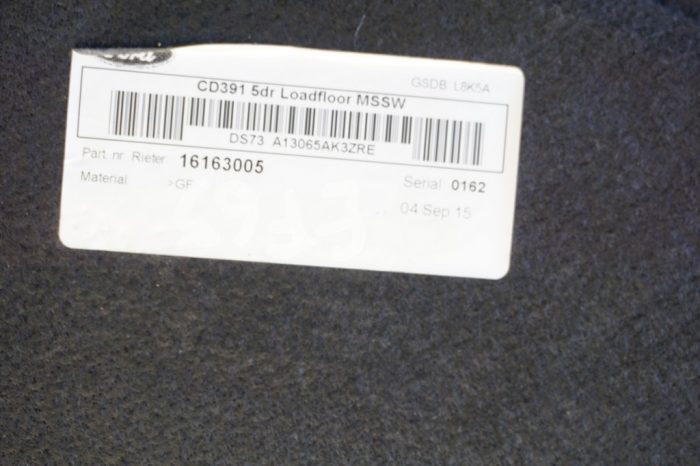 GSDB L8K5A
CD391 5dr Loadfloor MSSW
DS73 A13065AK3ZRE
Part nr Rieter 16163005
Serial 0162
Material >GF
04 Sep 15